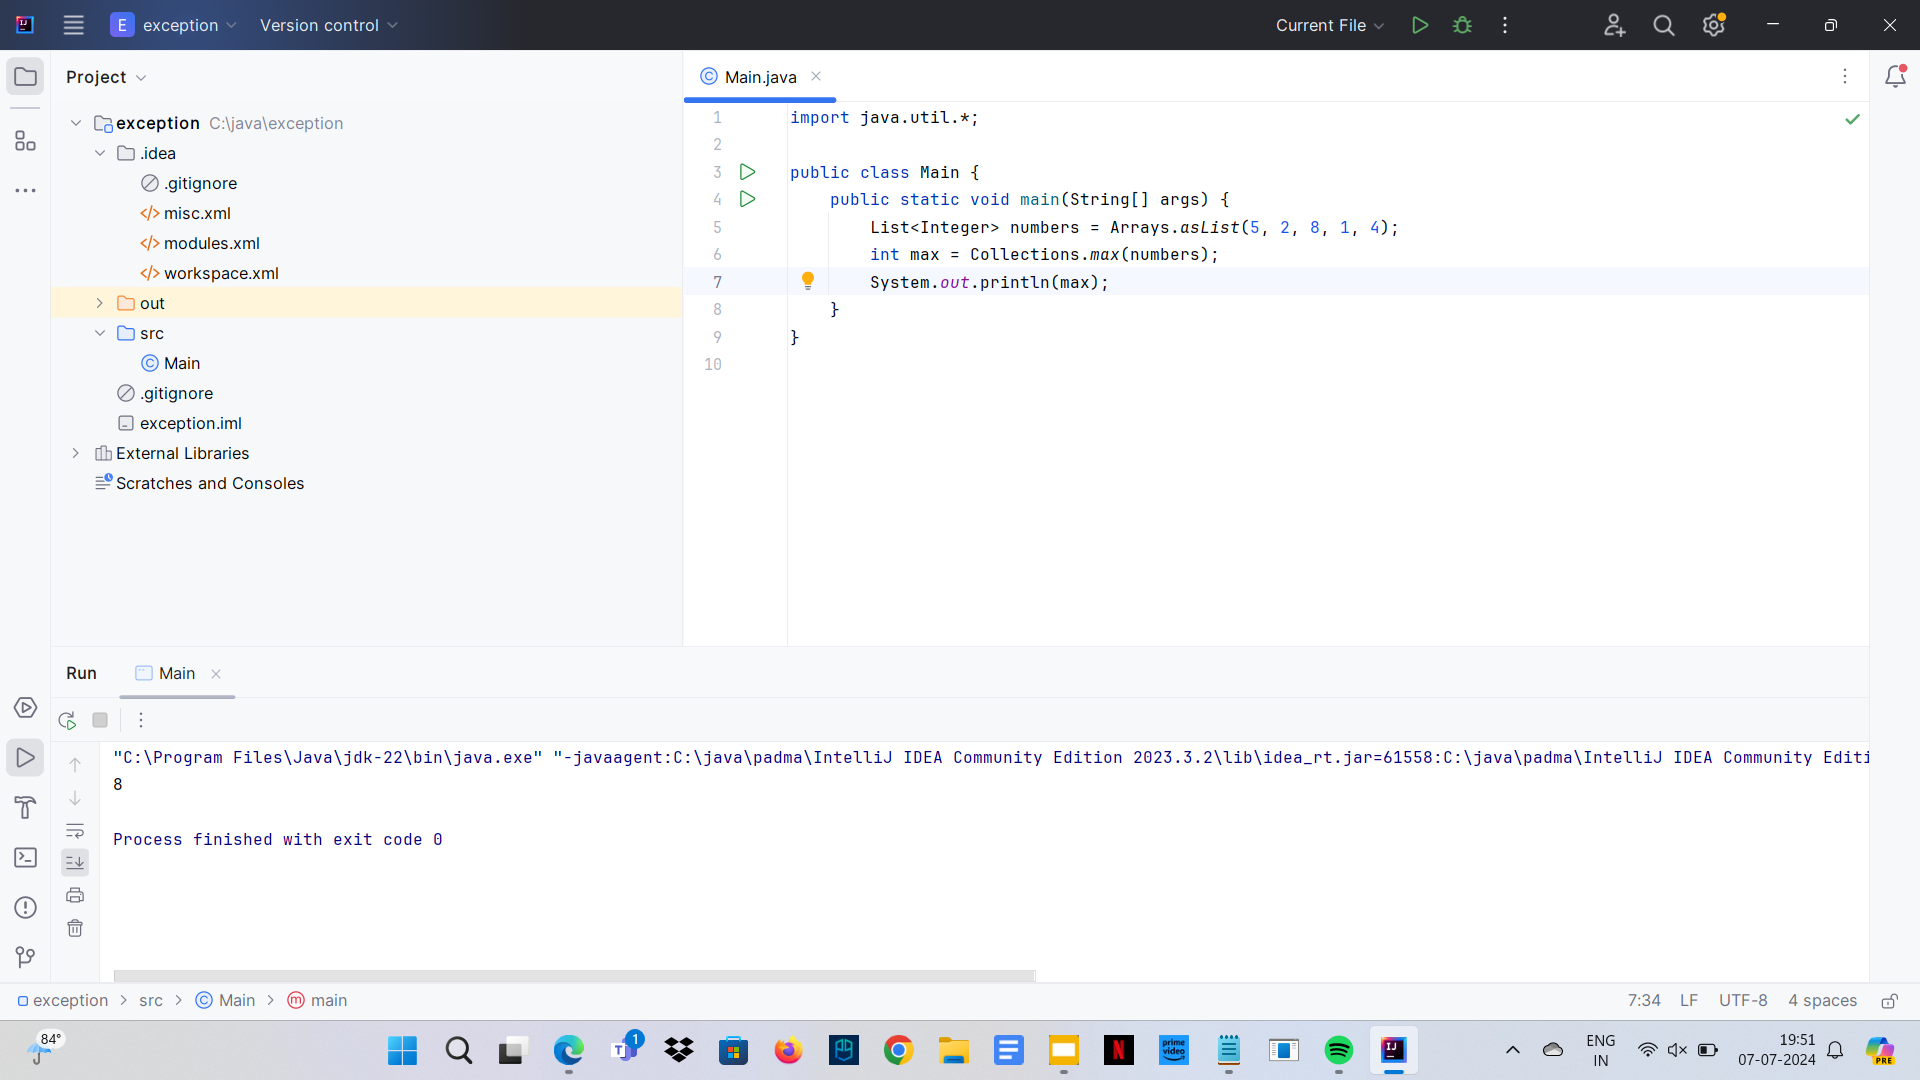 E exception Version control Current File
Project
exception C:\java\exception
.idea
.gitignore
</> misc.xml
</> modules.xml
</> workspace.xml
out
src
C Main
.gitignore
exception.iml
External Libraries
Scratches and Consoles
C Main.java
1 import java.util.*;
2
3 public class Main {
4 public static void main(String[] args) {
5 List<Integer> numbers = Arrays.asList(5, 2, 8, 1, 4);
6 int max = Collections.max(numbers);
7 System.out.println(max);
8 }
9 }
10
Run Main
"C:\Program Files\Java\jdk-22\bin\java.exe" "-javaagent:C:\java\padma\IntelliJ IDEA Community Edition 2023.3.2\lib\idea_rt.jar=61558:C:\java\padma\IntelliJ IDEA Community Editi
8
Process finished with exit code 0
exception > src > C Main > m main
7:34 LF UTF-8 4 spaces
84°
1
T
N
prime video
IJ
ENG
IN
19:51
07-07-2024
PRE